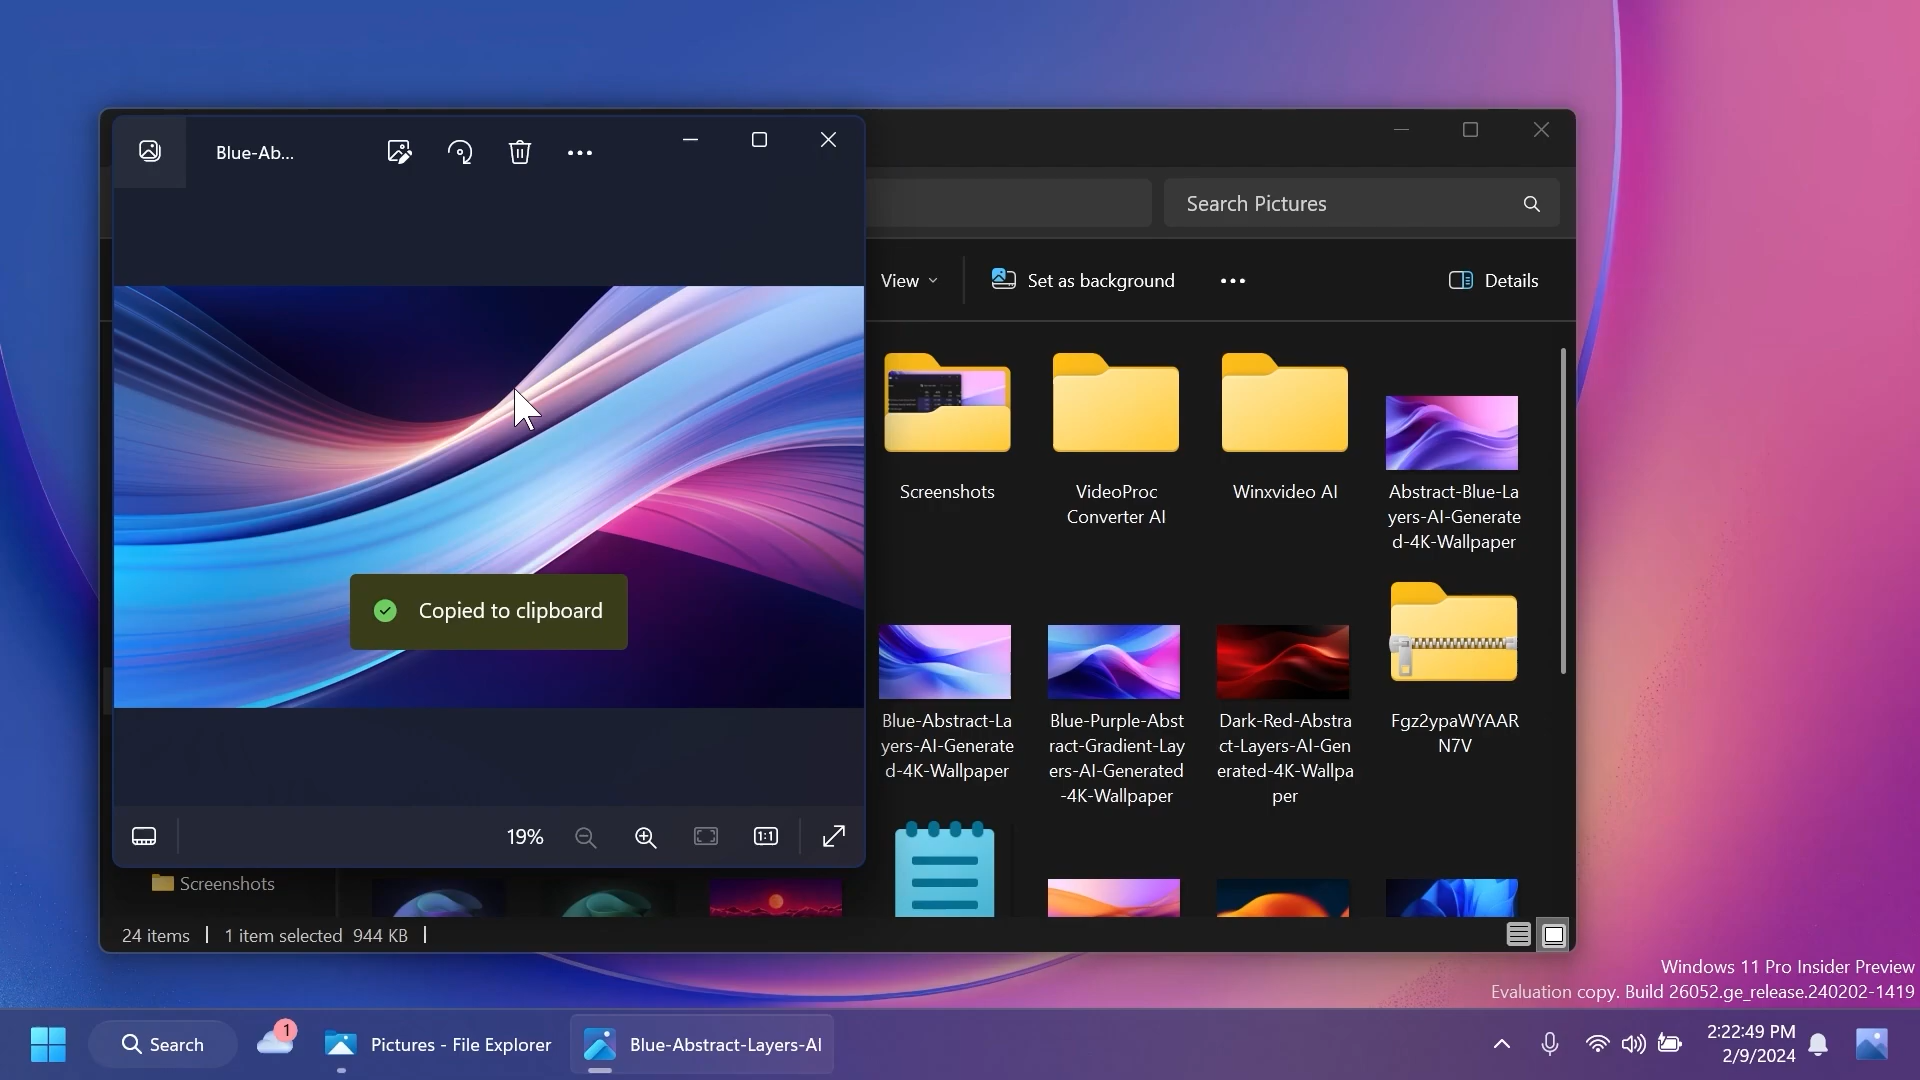 Blue-Ab...
Search Pictures
View
Set as background
Details
Screenshots
VideoProc
Converter AI
Winxvideo AI
Abstract-Blue-La
yers-AI-Generate
d-4K-Wallpaper
Copied to clipboard
Blue-Abstract-La
yers-AI-Generate
d-4K-Wallpaper
Blue-Purple-Abst
ract-Gradient-Lay
ers-AI-Generated
-4K-Wallpaper
Dark-Red-Abstra
ct-Layers-AI-Gen
erated-4K-Wallpa
per
Fgz2ypaWYAAR
N7V
19%
1:1
Screenshots
24 items
1 item selected 944 KB
Windows 11 Pro Insider Preview
Evaluation copy. Build 26052.ge_release.240202-1419
Search
1
Pictures - File Explorer
Blue-Abstract-Layers-AI
2:22:49 PM
2/9/2024